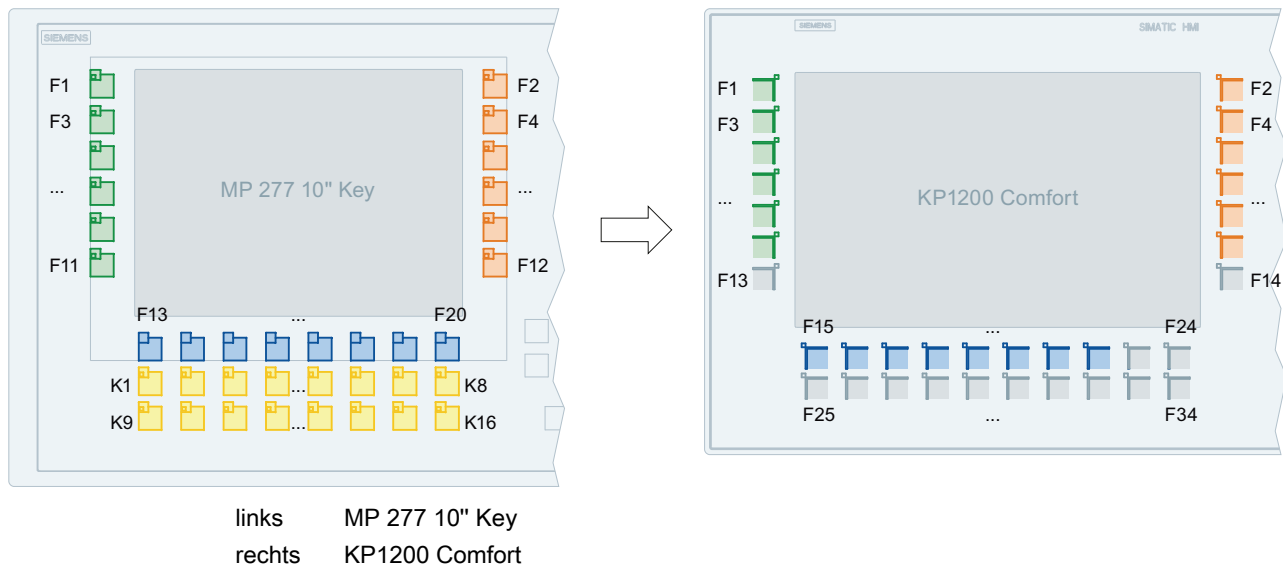 SIEMENS
F1
F2
F3
F4
...
MP 277 10" Key
...
F11
F12
F13
...
F20
K1
...
K8
K9
...
K16
SIEMENS
SIMATIC HMI
F1
F2
F3
F4
...
KP1200 Comfort
...
F13
F14
F15
...
F24
F25
...
F34
links MP 277 10" Key
rechts KP1200 Comfort